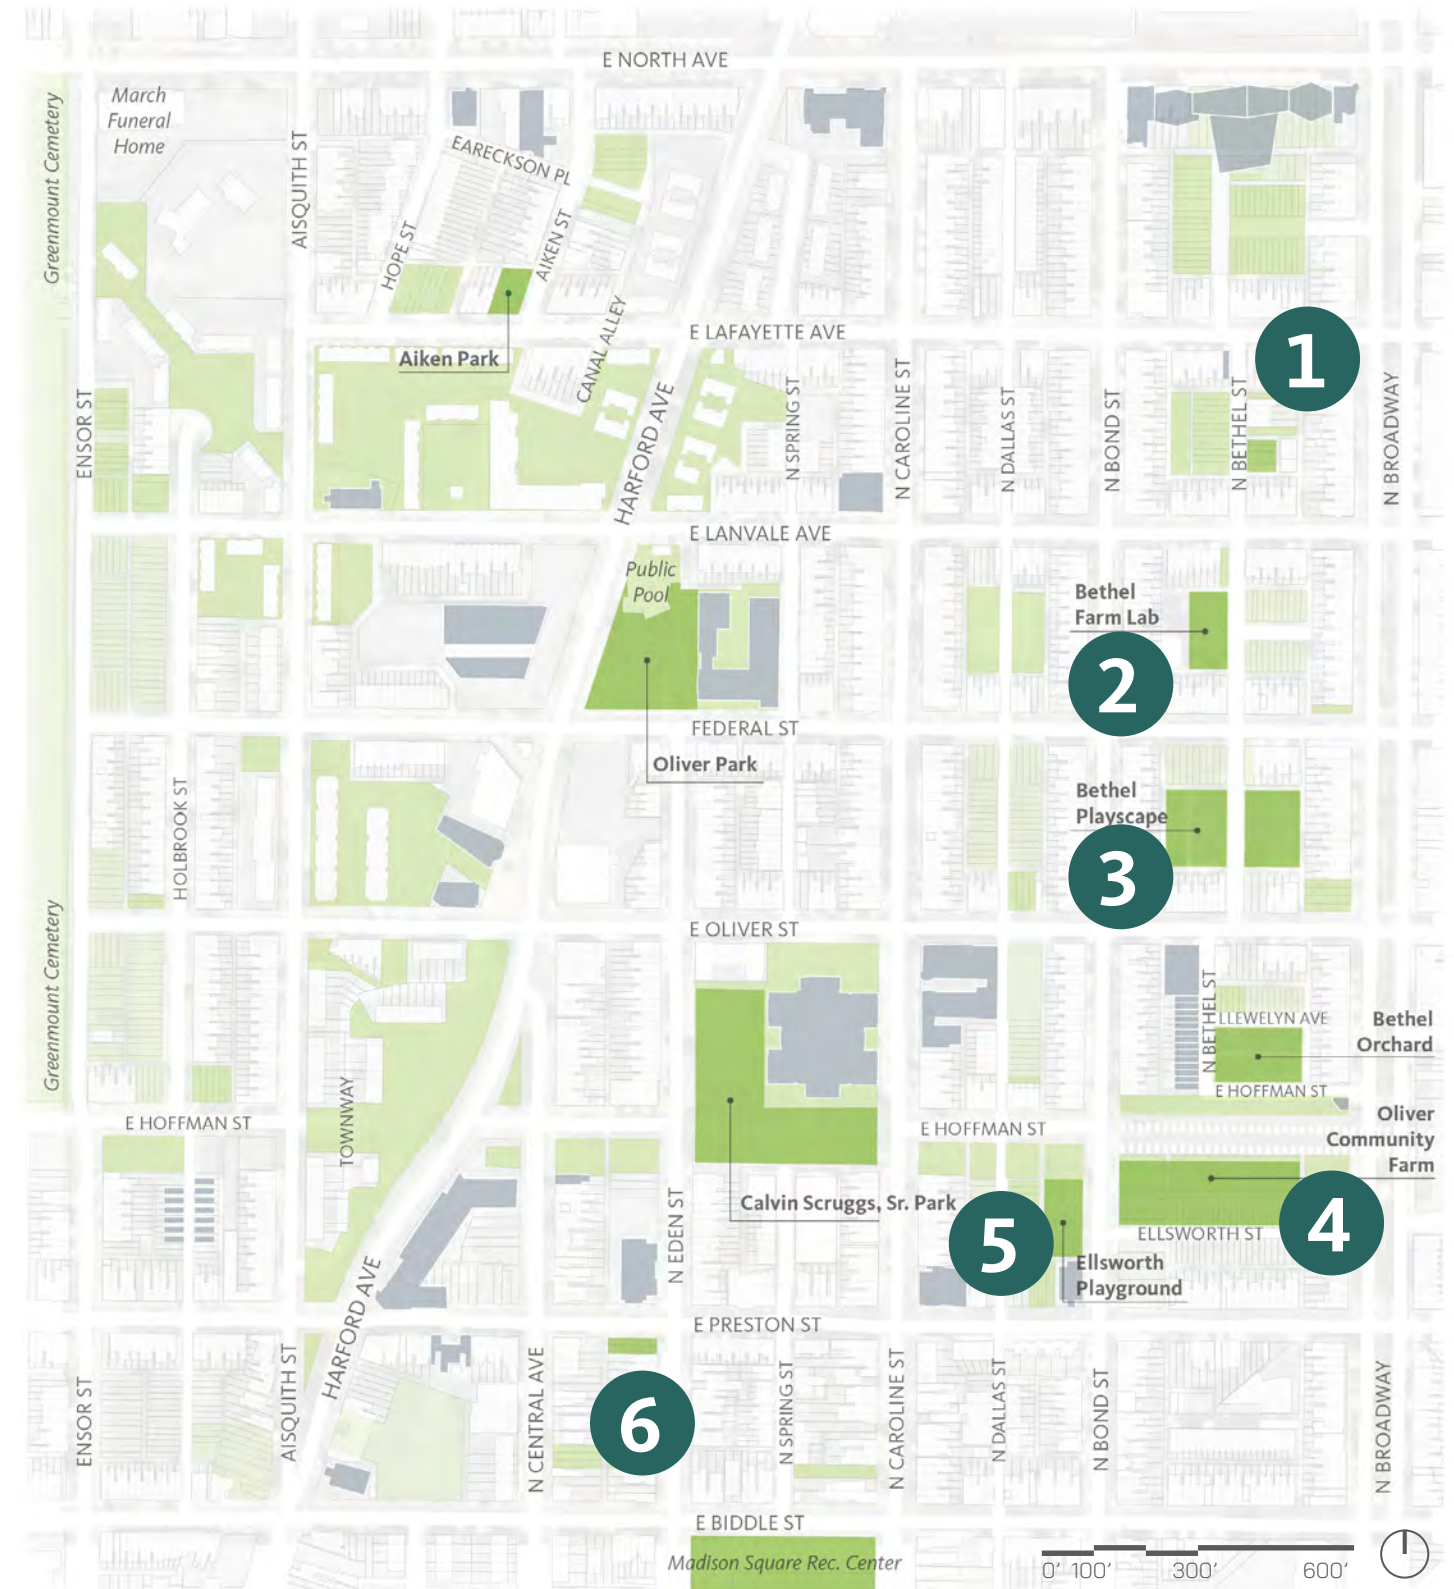 E NORTH AVE
March
Funeral
Home
Greenmount Cemetery
AISQUITH ST
EARECKSON PL
HOPE ST
AIKEN ST
CANAL ALLEY
Aiken Park
E LAFAYETTE AVE
1
ENSOR ST
HARFORD AVE
N SPRING ST
N CAROLINE ST
N DALLAS ST
N BOND ST
N BETHEL ST
N BROADWAY
E LANVALE AVE
Public
Pool
Bethel
Farm Lab
2
FEDERAL ST
Oliver Park
Bethel
Playscape
3
HOLBROOK ST
Greenmount Cemetery
E OLIVER ST
N BETHEL ST
LLEWELYN AVE
Bethel
Orchard
E HOFFMAN ST
TOWNWAY
E HOFFMAN ST
E HOFFMAN ST
Oliver
Community
Farm
4
ELLSWORTH ST
Calvin Scruggs, Sr. Park
5
Ellsworth
Playground
N EDEN ST
HARFORD AVE
E PRESTON ST
ENSOR ST
AISQUITH ST
N CENTRAL AVE
6
N SPRING ST
N CAROLINE ST
N DALLAS ST
N BOND ST
N BROADWAY
E BIDDLE ST
Madison Square Rec. Center
0' 100' 300' 600'